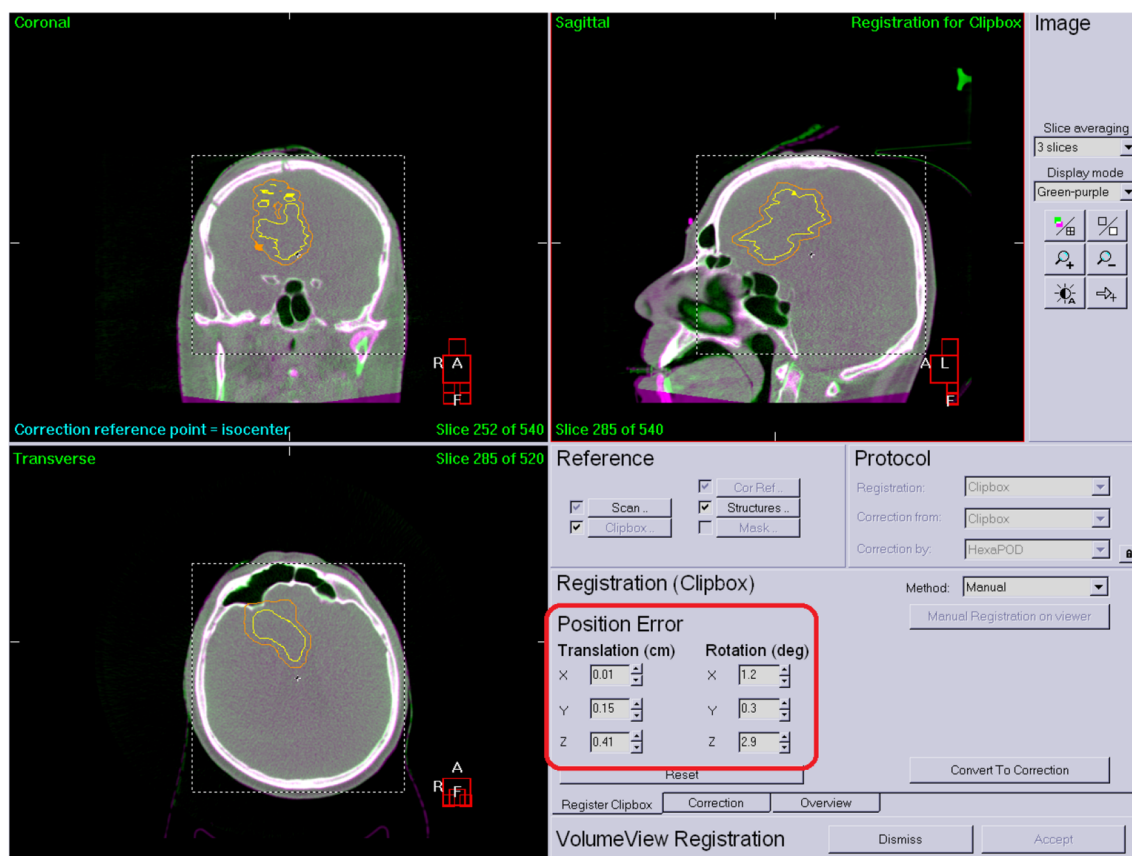 Coronal
Sagittal
Registration for Clipbox
Image
Slice averaging
3 slices
Display mode
Green-purple
R A
F
A L
F
Correction reference point = isocenter
Slice 252 of 540
Slice 285 of 540
Transverse
Slice 285 of 520
Reference
Cor Ref ..
Scan ..
Structures ..
Clipbox ..
Mask ..
Protocol
Registration: Clipbox
Correction from: Clipbox
Correction by: HexaPOD
Registration (Clipbox)
Method: Manual
Manual Registration on viewer
Position Error
Translation (cm) Rotation (deg)
X 0.01 X 1.2
Y 0.15 Y 0.3
Z 0.41 Z 2.9
A
R F
Reset
Convert To Correction
Register Clipbox
Correction
Overview
VolumeView Registration
Dismiss
Accept